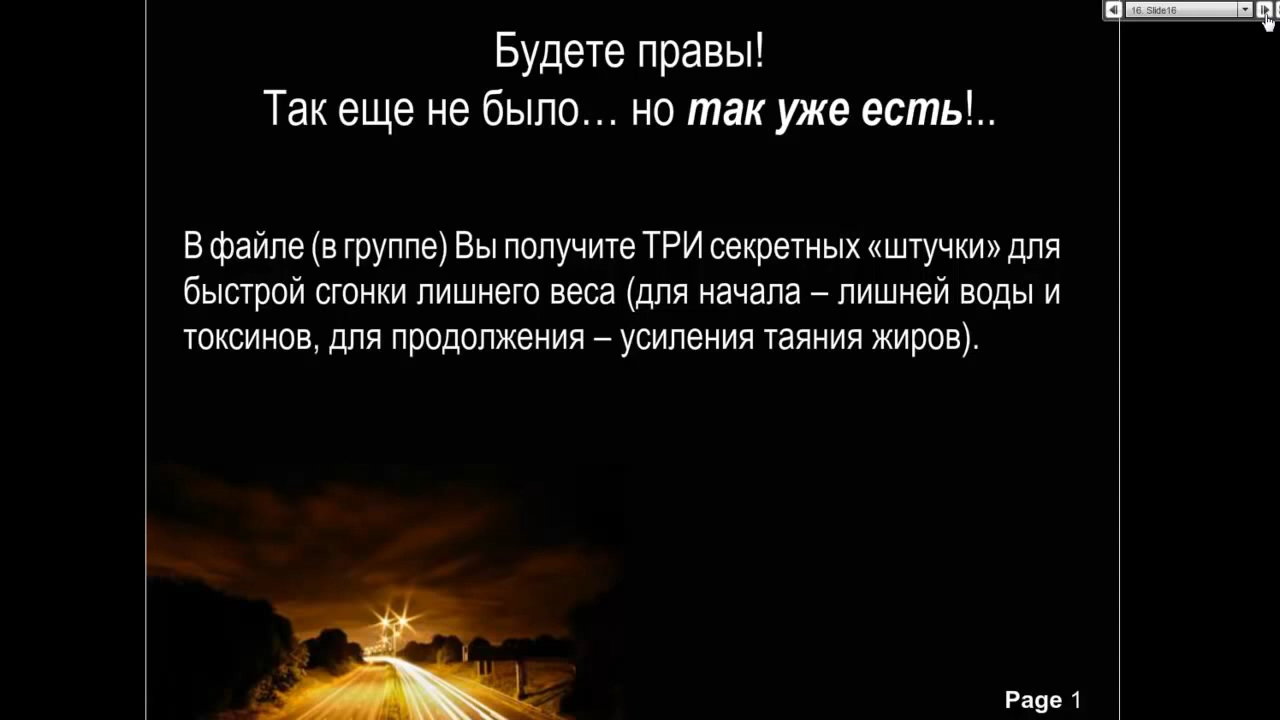 16. Slide16
Будете правы!
Так еще не было… но так уже есть!..
В файле (в группе) Вы получите ТРИ секретных «штучки» для
быстрой сгонки лишнего веса (для начала – лишней воды и
токсинов, для продолжения – усиления таяния жиров).
Page 1